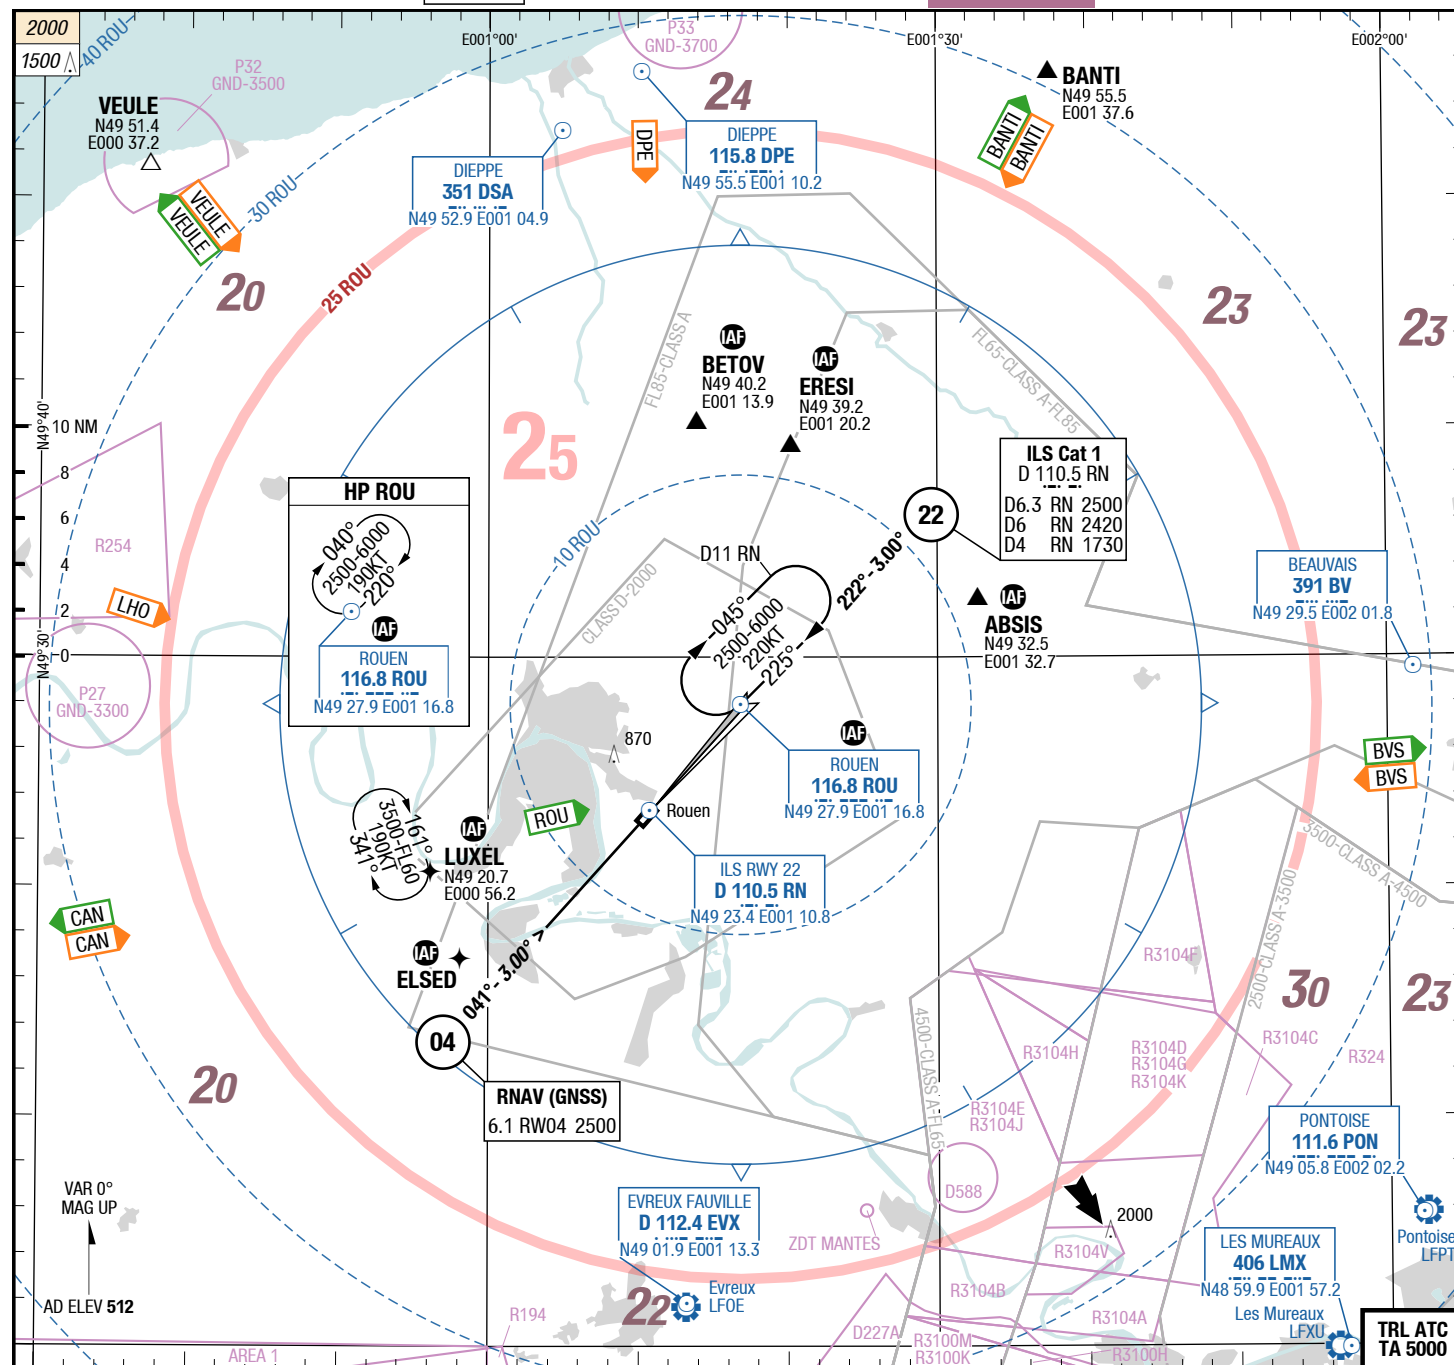 2000
1500
40 ROU
P32
GND-3500
E001°00'
P33
GND-3700
E001°30'
E002°00'
VEULE
N49 51.4
E000 37.2
24
BANTI
N49 55.5
E001 37.6
DIEPPE
115.8 DPE
N49 55.5 E001 10.2
DIEPPE
351 DSA
N49 52.9 E001 04.9
DPE
BANTI
BANTI
VEULE
VEULE
30 ROU
20
25 ROU
23
23
FL85-CLASS A
FL65-CLASS A-FL85
IAF
BETOV
N49 40.2
E001 13.9
IAF
ERESI
N49 39.2
E001 20.2
N49°40'
10 NM
8
6
4
2
0
N49°30'
25
ILS Cat 1
D 110.5 RN
D6.3 RN 2500
D6 RN 2420
D4 RN 1730
22
HP ROU
040°
2500-6000
190KT
220°
IAF
ROUEN
116.8 ROU
N49 27.9 E001 16.8
R254
LHO
P27
GND-3300
10 ROU
CLASS D-2000
D11 RN
222° - 3.00°
045°
2500-6000
220KT
225°
BEAUVAIS
391 BV
N49 29.5 E002 01.8
IAF
ABSIS
N49 32.5
E001 32.7
870
IAF
ROUEN
116.8 ROU
N49 27.9 E001 16.8
BVS
BVS
161°
3500-FL60
190KT
341°
ROU
Rouen
IAF
LUXEL
N49 20.7
E000 56.2
ILS RWY 22
D 110.5 RN
N49 23.4 E001 10.8
3500-CLASS A-4500
2500-CLASS A-3500
CAN
CAN
IAF
ELSED
041° - 3.00° >
04
R3104F
30
23
4500-CLASS A-FL65
R3104H
R3104D
R3104G
R3104K
R3104C
R324
20
RNAV (GNSS)
6.1 RW04 2500
R3104E
R3104J
PONTOISE
111.6 PON
N49 05.8 E002 02.2
D588
VAR 0°
MAG UP
EVREUX FAUVILLE
D 112.4 EVX
N49 01.9 E001 13.3
ZDT MANTES
2000
R3104V
LES MUREAUX
406 LMX
N48 59.9 E001 57.2
Pontoise
LFPT
AD ELEV 512
R194
22
Evreux
LFOE
R3104B
R3104A
D227A
R3100M
R3100K
R3100H
Les Mureaux
LFXU
AREA 1
TRL ATC
TA 5000